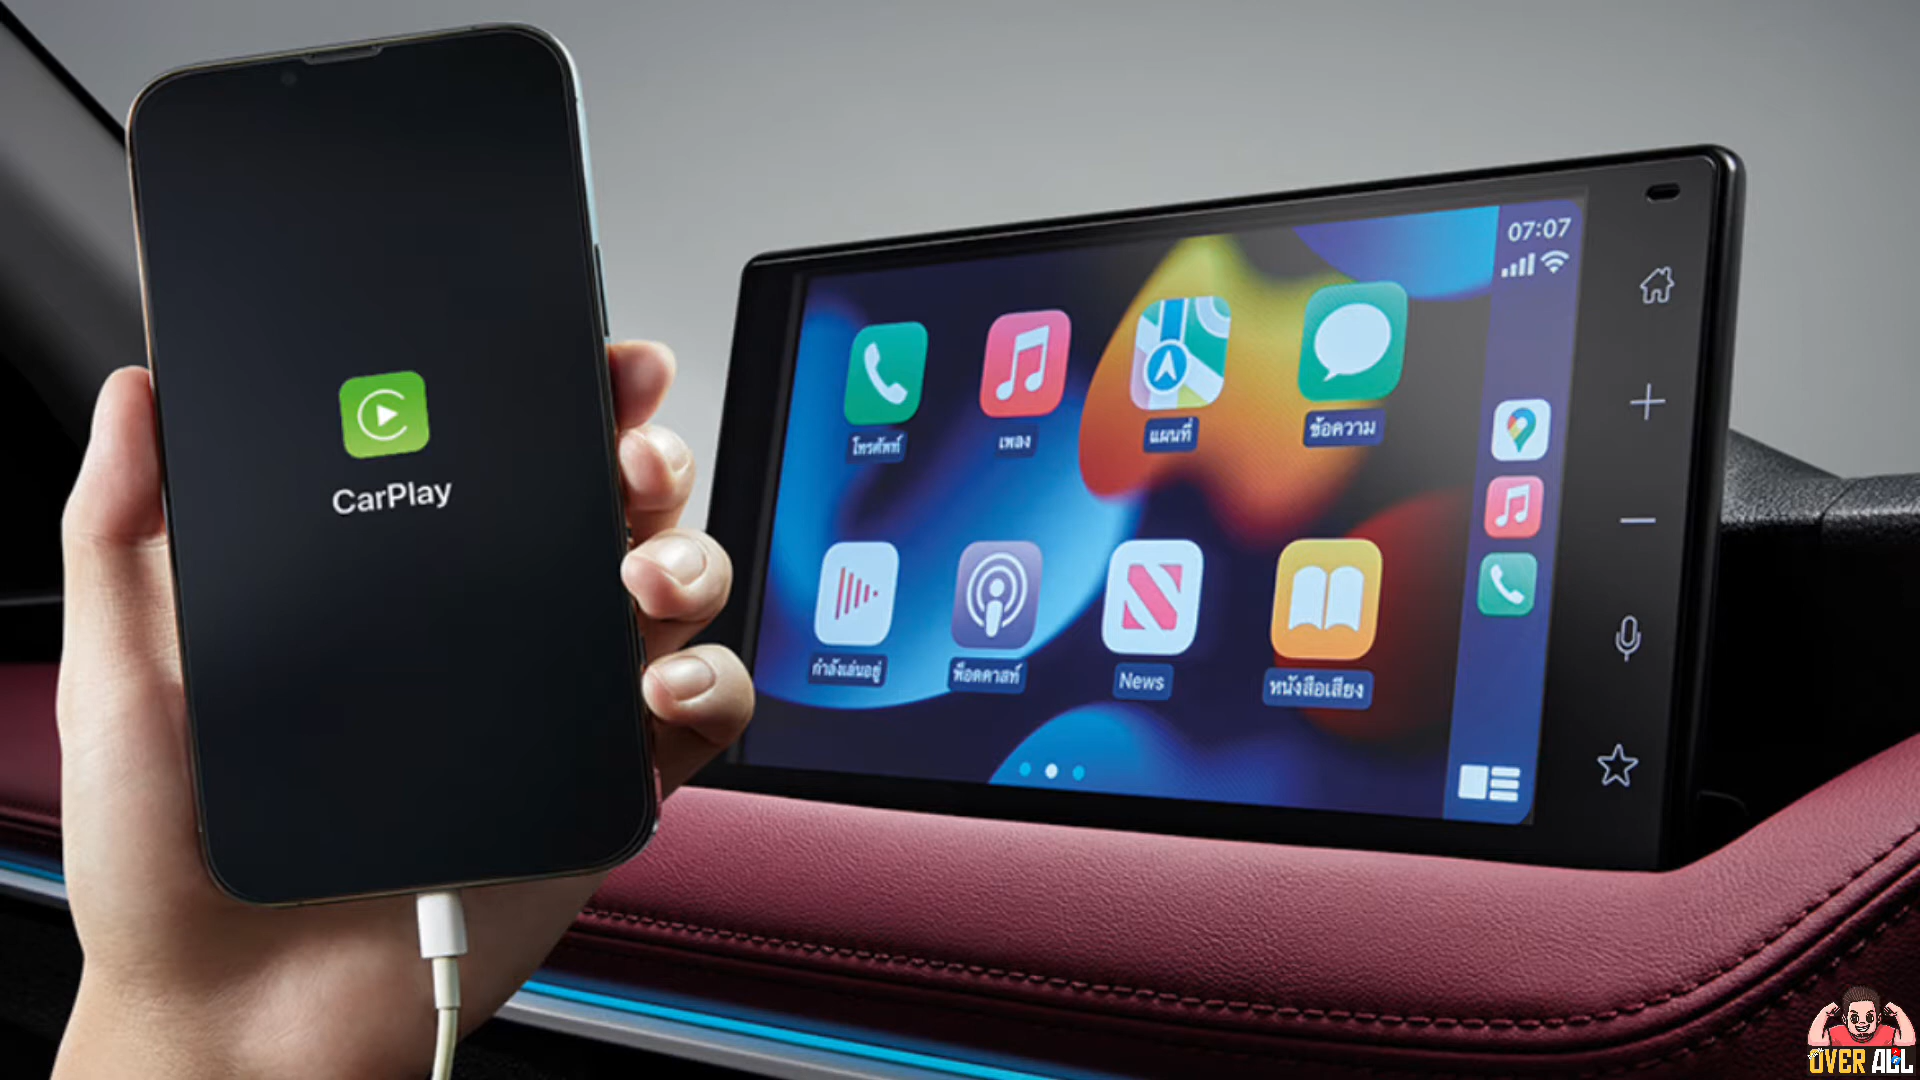 CarPlay
07:07
โทรศัพท์
เพลง
แผนที่
ข้อความ
กำลังเล่นอยู่
พ็อดคาสท์
News
หนังสือเสียง
OVER ALL